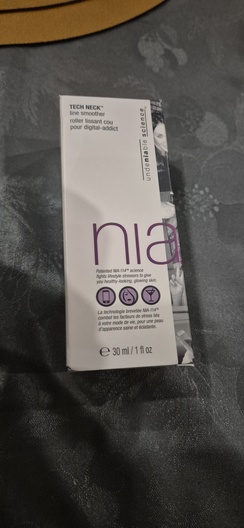 TECH NECK™
line smoother
roller lissant cou
pour digital-addict
undeniable science
nia
Patented NIA-114™ science
fights lifestyle stressors to give
you healthy-looking, glowing skin.
La technologie brevetée NIA-114™
combat les facteurs de stress liés
à votre mode de vie, pour une peau
d'apparence saine et éclatante.
℮ 30 ml / 1 fl oz